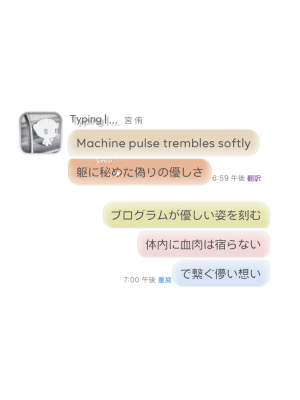 Typing |... 宮侑
Machine pulse trembles softly
躯に秘めた偽りの優しさ
6:59 午後 翻訳
プログラムが優しい姿を刻む
体内に血肉は宿らない
で繋ぐ儚い想い
7:00 午後 重寫